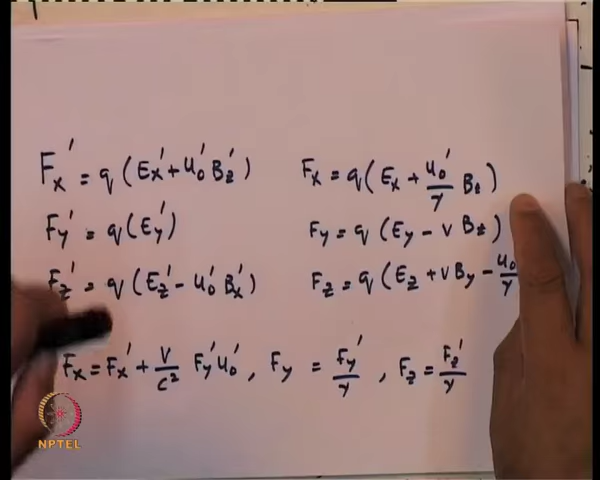 Fx' = q (Ex' + u0' Bz')    Fx = q (Ex + u0'/γ Bz)
Fy' = q (Ey')    Fy = q (Ey - v Bz)
Fz' = q (Ez' - u0' Bx')    Fz = q (Ez + v By - u0/γ
Fx = Fx' + v/c² Fy' u0' , Fy = Fy'/γ , Fz = Fz'/γ
NPTEL